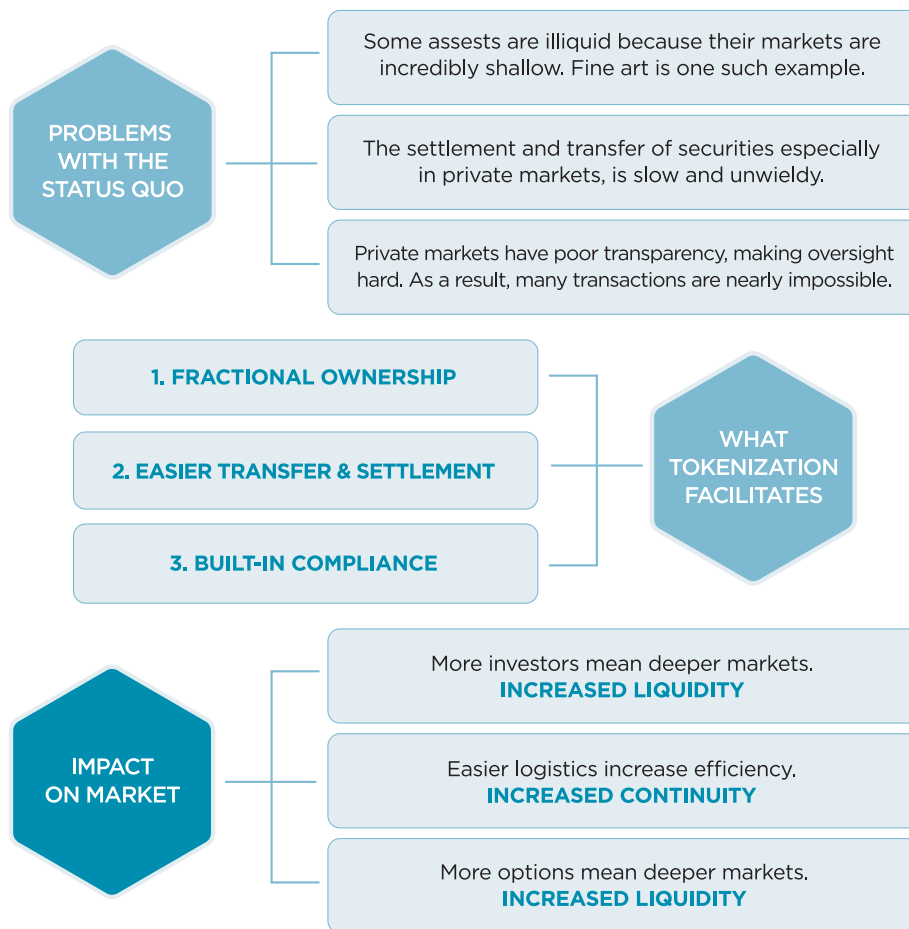 PROBLEMS
WITH THE
STATUS QUO
Some assests are illiquid because their markets are
incredibly shallow. Fine art is one such example.
The settlement and transfer of securities especially
in private markets, is slow and unwieldy.
Private markets have poor transparency, making oversight
hard. As a result, many transactions are nearly impossible.
1. FRACTIONAL OWNERSHIP
2. EASIER TRANSFER & SETTLEMENT
3. BUILT-IN COMPLIANCE
WHAT
TOKENIZATION
FACILITATES
IMPACT
ON MARKET
More investors mean deeper markets.
INCREASED LIQUIDITY
Easier logistics increase efficiency.
INCREASED CONTINUITY
More options mean deeper markets.
INCREASED LIQUIDITY